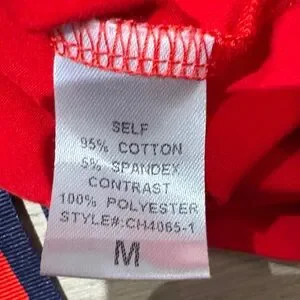 SELF
95% COTTON
5% SPANDEX
CONTRAST
100% POLYESTER
STYLE#:CH4065-1
M